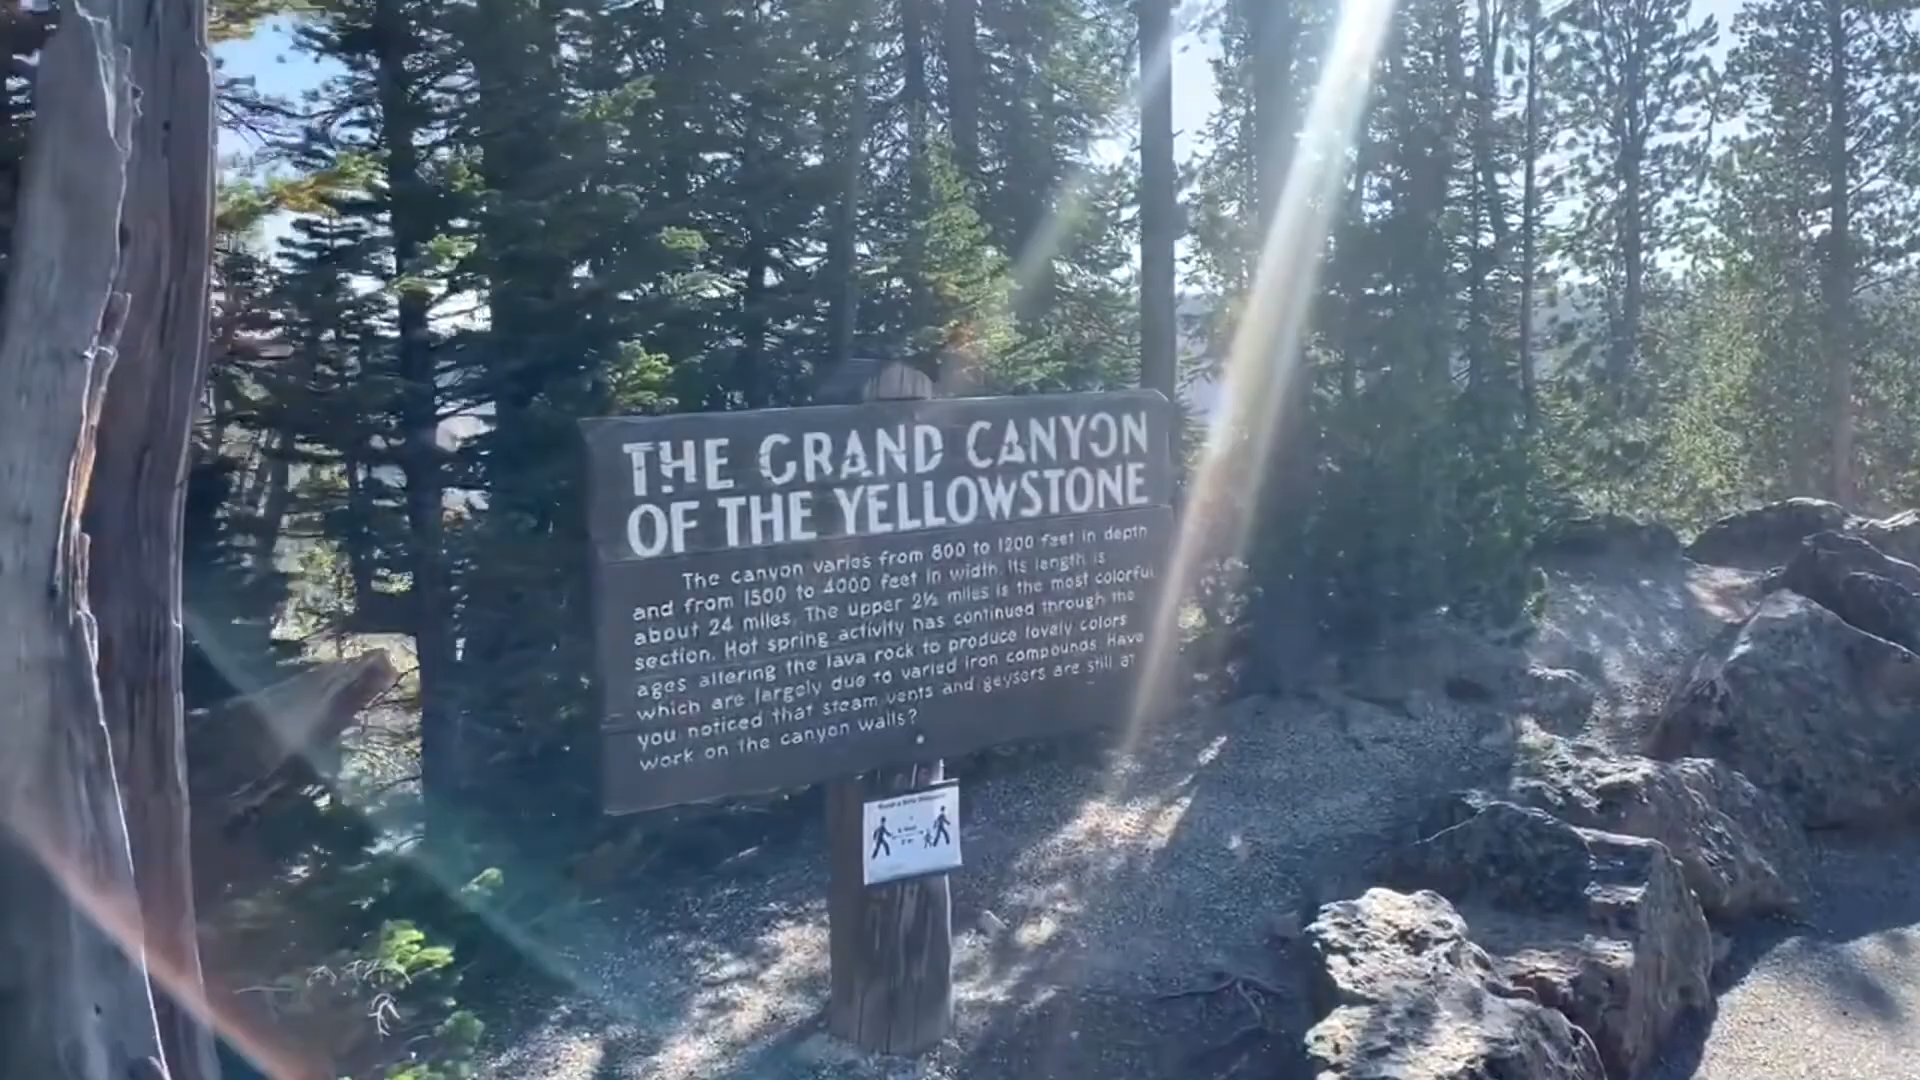 THE GRAND CANYON
OF THE YELLOWSTONE
The canyon varies from 800 to 1200 feet in depth
and from 1500 to 4000 feet in width. Its length is
about 24 miles. The upper 2½ miles is the most colorful
section. Hot spring activity has continued through the
ages altering the lava rock to produce lovely colors
which are largely due to varied iron compounds. Have
you noticed that steam vents and geysers are still at
work on the canyon walls?